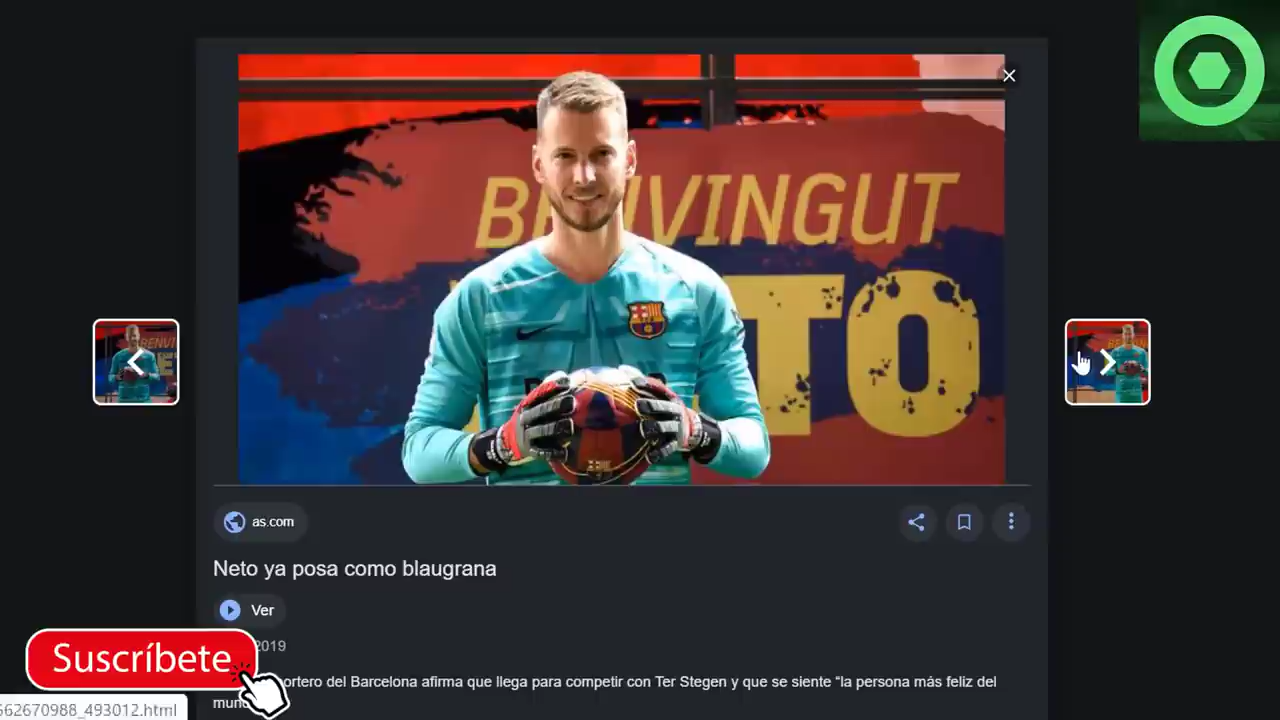 BENVINGUT
TO
as.com
Neto ya posa como blaugrana
Ver
2019
Suscríbete
del Barcelona afirma que llega para competir con Ter Stegen y que se siente “la persona más feliz del
562670988_493012.html